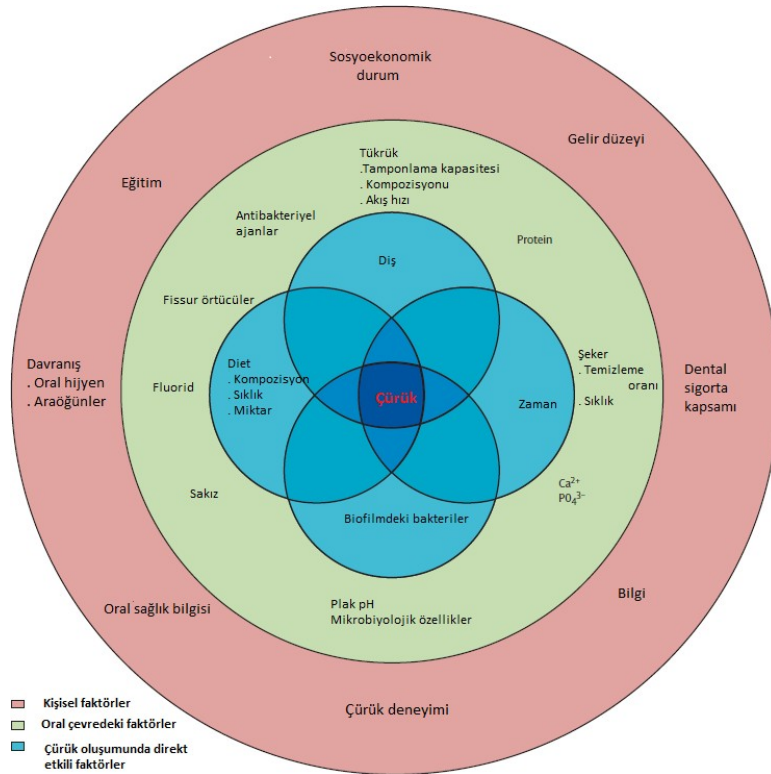 Sosyoekonomik
durum
Gelir düzeyi
Eğitim
Tükrük
.Tamponlama kapasitesi
. Kompozisyonu
. Akış hızı
Antibakteriyel
ajanlar
Protein
Diş
Fissur örtücüler
Davranış
. Oral hijyen
. Araöğünler
Fluorid
Diet
. Kompozisyon
. Sıklık
. Miktar
Çürük
Zaman
Şeker
. Temizleme
oranı
. Sıklık
Dental
sigorta
kapsamı
Sakız
Ca²⁺
PO₄³⁻
Biofilmdeki bakteriler
Oral sağlık bilgisi
Plak pH
Mikrobiyolojik özellikler
Bilgi
Çürük deneyimi
Kişisel faktörler
Oral çevredeki faktörler
Çürük oluşumunda direkt
etkili faktörler